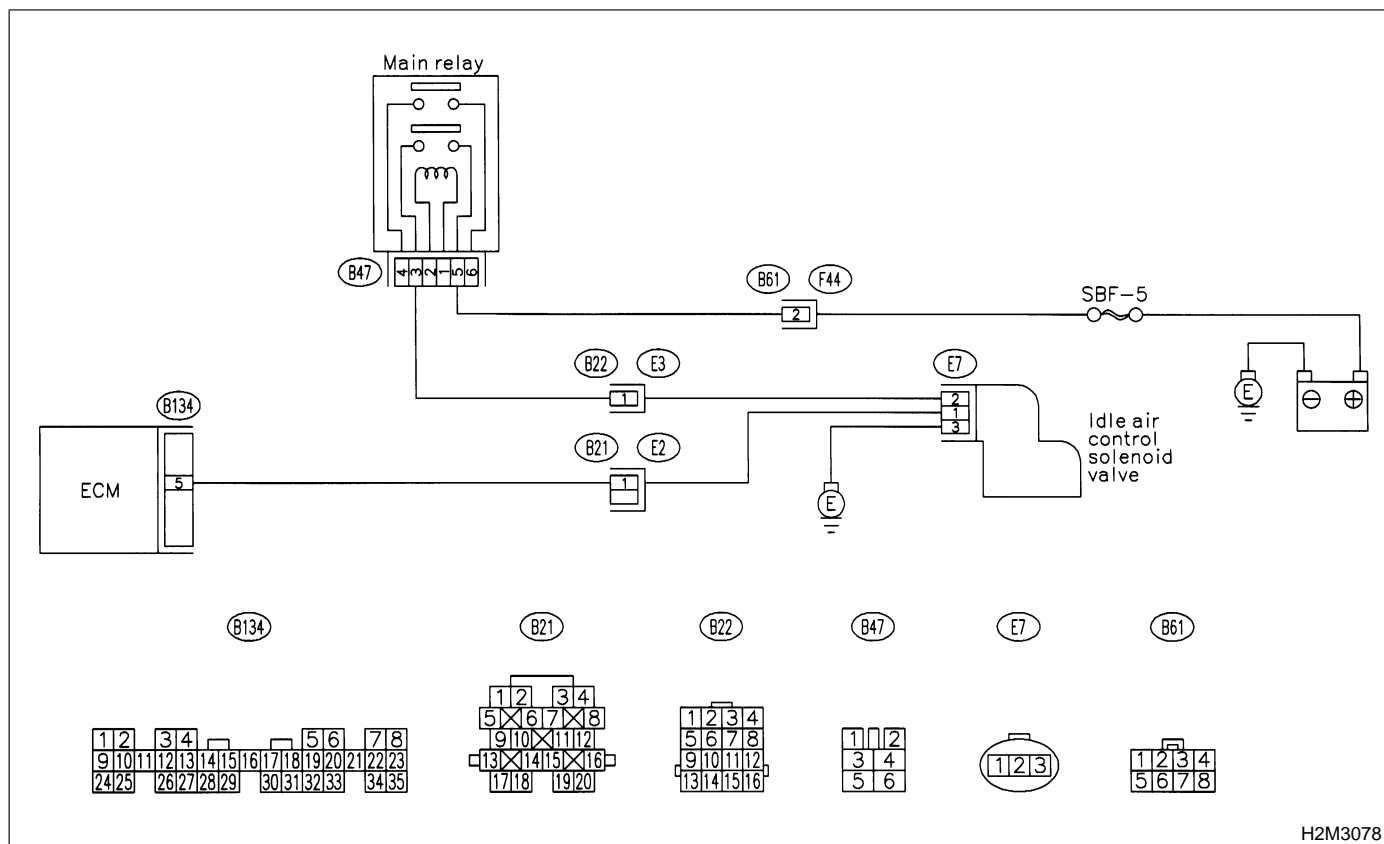 Main relay
B47
4 3 2 1 5 6
B61 F44
2
SBF-5
B22 E3
1
E7
2
1
3
B134
ECM
5
B21 E2
1
E
E
⊖ ⊕
Idle air
control
solenoid
valve
B134
B21
B22
B47
E7
B61
1 2 3 4 5 6 7 8
9 10 11 12 13 14 15 16 17 18 19 20 21 22 23
24 25 26 27 28 29 30 31 32 33 34 35
1 2 3 4
5 6 7 8
9 10 11 12
13 14 15 16
17 18 19 20
1 2 3 4
5 6 7 8
9 10 11 12
13 14 15 16
1 2
3 4
5 6
1 2 3
1 2 3 4
5 6 7 8
H2M3078